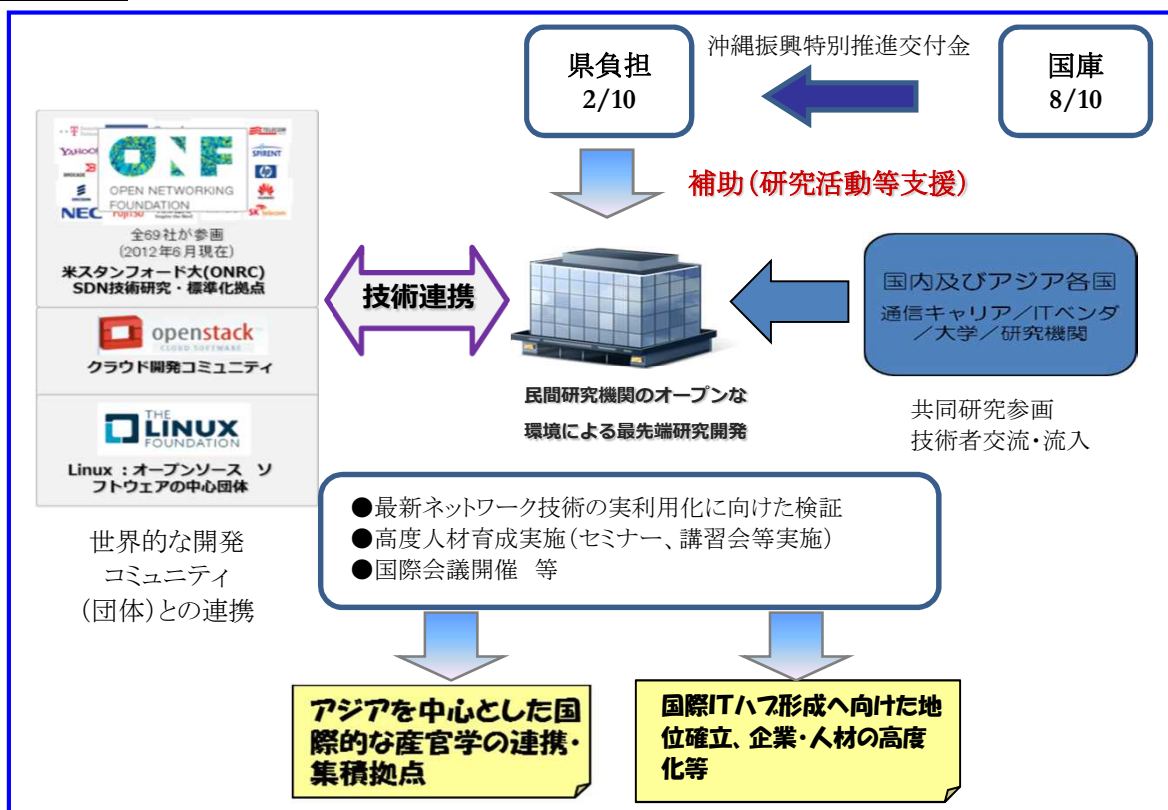 県負担
2/10
沖縄振興特別推進交付金
国庫
8/10
補助(研究活動等支援)
YAHOO!
BROCADE
ERICSSON
NEC
FUJITSU
TELECOM
SPIRENT
hp
HUAWEI
SK telecom
ONF
OPEN NETWORKING
FOUNDATION
全69社が参画
(2012年6月現在)
米スタンフォード大(ONRC)
SDN技術研究・標準化拠点
openstack
CLOUD SOFTWARE
クラウド開発コミュニティ
THE
LINUX
FOUNDATION
Linux :オープンソース ソ
フトウェアの中心団体
世界的な開発
コミュニティ
(団体)との連携
技術連携
民間研究機関のオープンな
環境による最先端研究開発
国内及びアジア各国
通信キャリア/ITベンダ
/大学/研究機関
共同研究参画
技術者交流・流入
●最新ネットワーク技術の実利用化に向けた検証
●高度人材育成実施(セミナー、講習会等実施)
●国際会議開催 等
アジアを中心とした国
際的な産官学の連携・
集積拠点
国際ITハブ形成へ向けた地
位確立、企業・人材の高度
化等